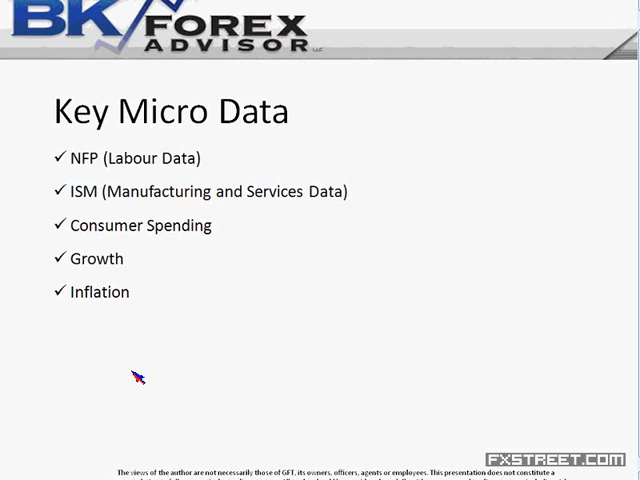 BK FOREX
ADVISOR LLC
Key Micro Data
✓ NFP (Labour Data)
✓ ISM (Manufacturing and Services Data)
✓ Consumer Spending
✓ Growth
✓ Inflation
FXSTREET.COM
The views of the author are not necessarily those of GFT, its owners, officers, agents or employees. This presentation does not constitute a